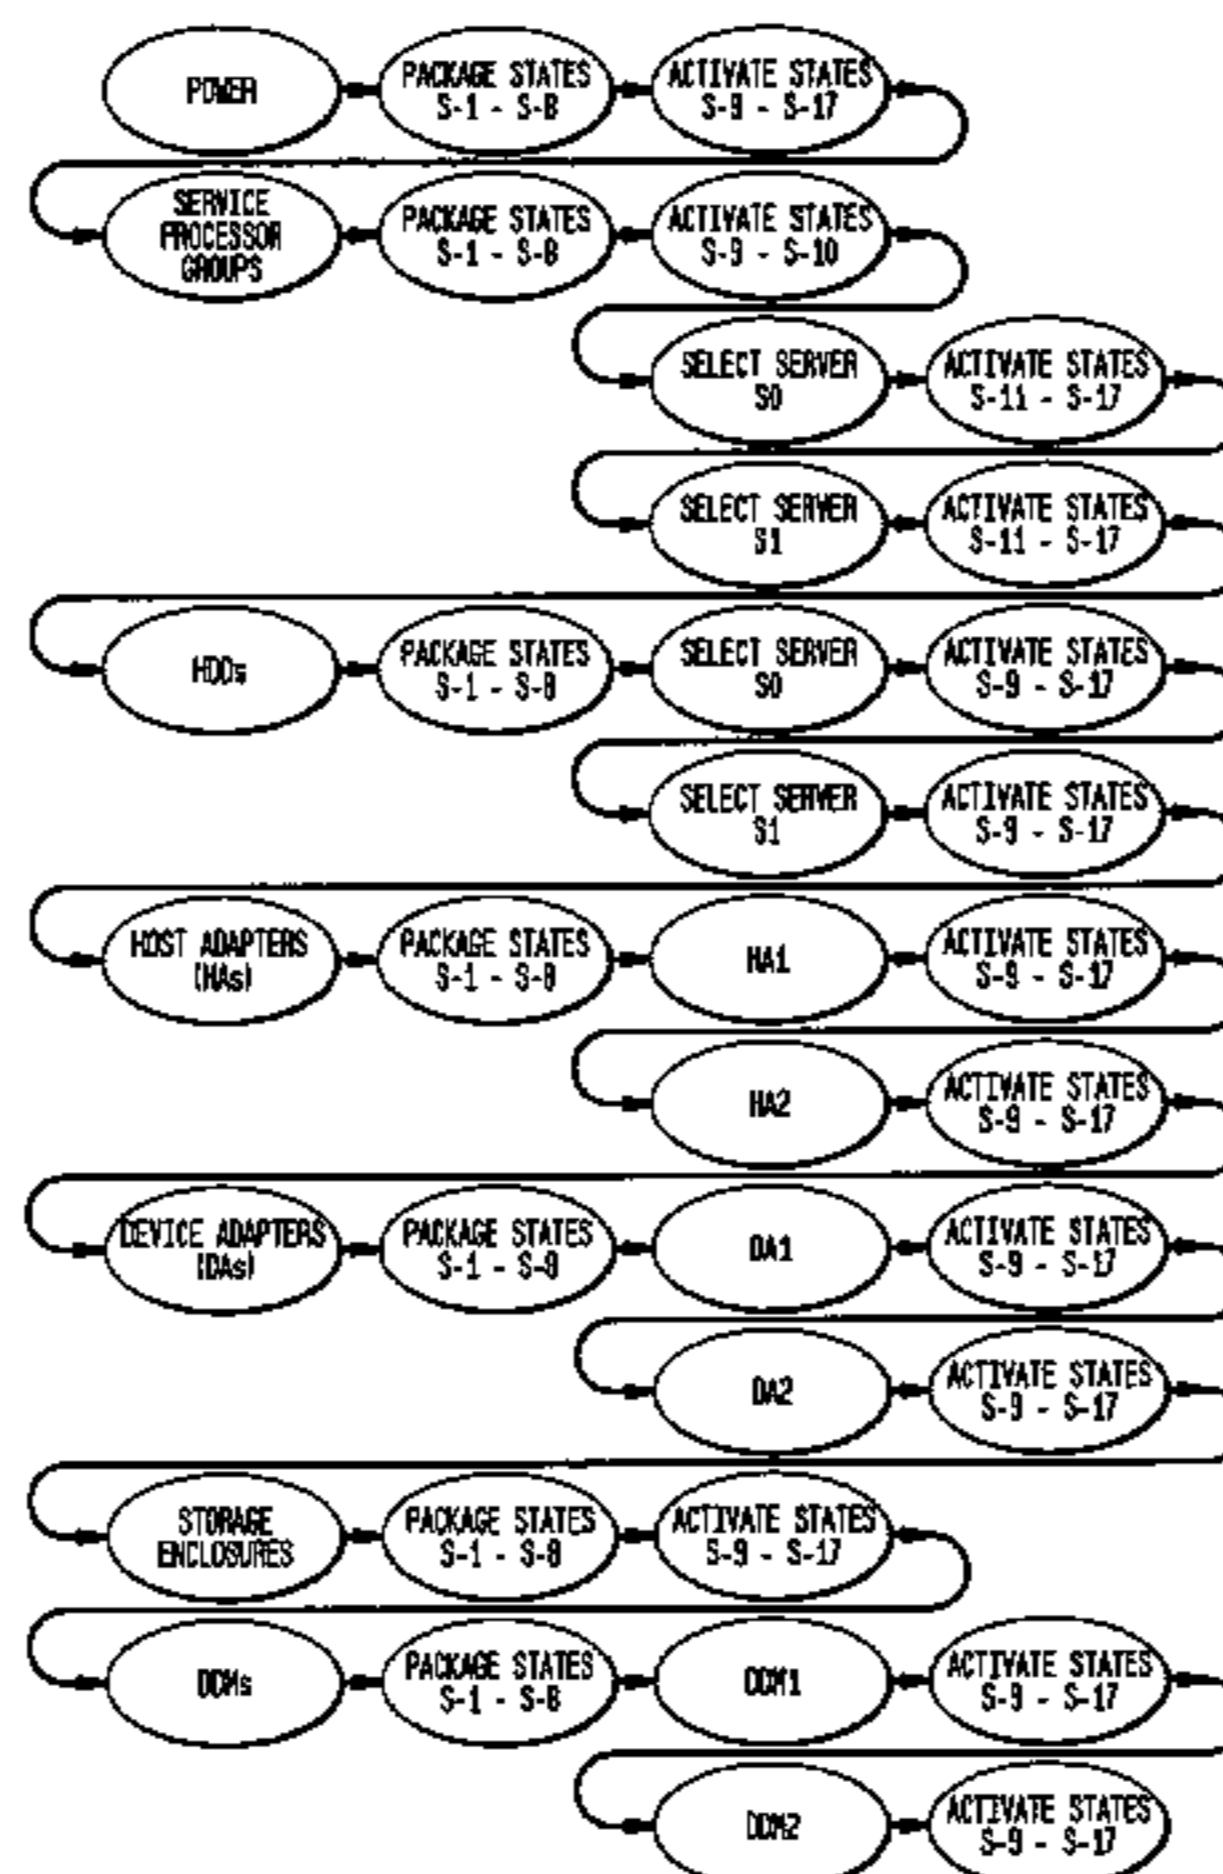 POWER
PACKAGE STATES
S-1 - S-8
ACTIVATE STATES
S-9 - S-17
SERVICE
PROCESSOR
GROUPS
PACKAGE STATES
S-1 - S-8
ACTIVATE STATES
S-9 - S-10
SELECT SERVER
S0
ACTIVATE STATES
S-11 - S-17
SELECT SERVER
S1
ACTIVATE STATES
S-11 - S-17
HDDs
PACKAGE STATES
S-1 - S-8
SELECT SERVER
S0
ACTIVATE STATES
S-9 - S-17
SELECT SERVER
S1
ACTIVATE STATES
S-9 - S-17
HOST ADAPTERS
(HAs)
PACKAGE STATES
S-1 - S-8
HA1
ACTIVATE STATES
S-9 - S-17
HA2
ACTIVATE STATES
S-9 - S-17
DEVICE ADAPTERS
(DAs)
PACKAGE STATES
S-1 - S-8
DA1
ACTIVATE STATES
S-9 - S-17
DA2
ACTIVATE STATES
S-9 - S-17
STORAGE
ENCLOSURES
PACKAGE STATES
S-1 - S-8
ACTIVATE STATES
S-9 - S-17
DDMs
PACKAGE STATES
S-1 - S-8
DDM1
ACTIVATE STATES
S-9 - S-17
DDM2
ACTIVATE STATES
S-9 - S-17